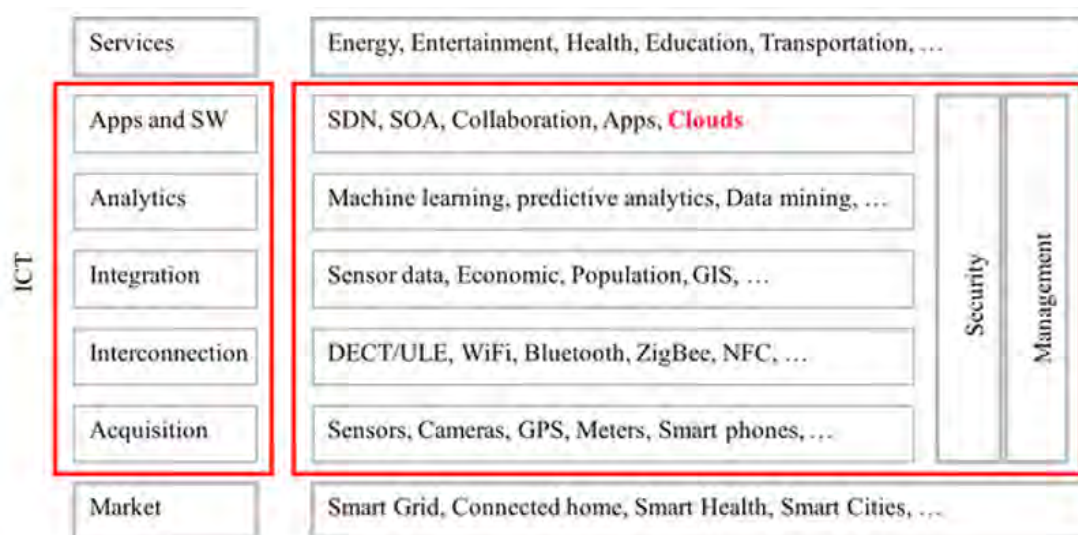 Services
Energy, Entertainment, Health, Education, Transportation, …
Apps and SW
SDN, SOA, Collaboration, Apps, Clouds
Analytics
Machine learning, predictive analytics, Data mining, …
Integration
Sensor data, Economic, Population, GIS, …
Interconnection
DECT/ULE, WiFi, Bluetooth, ZigBee, NFC, …
Acquisition
Sensors, Cameras, GPS, Meters, Smart phones, …
Market
Smart Grid, Connected home, Smart Health, Smart Cities, …
ICT
Security
Management